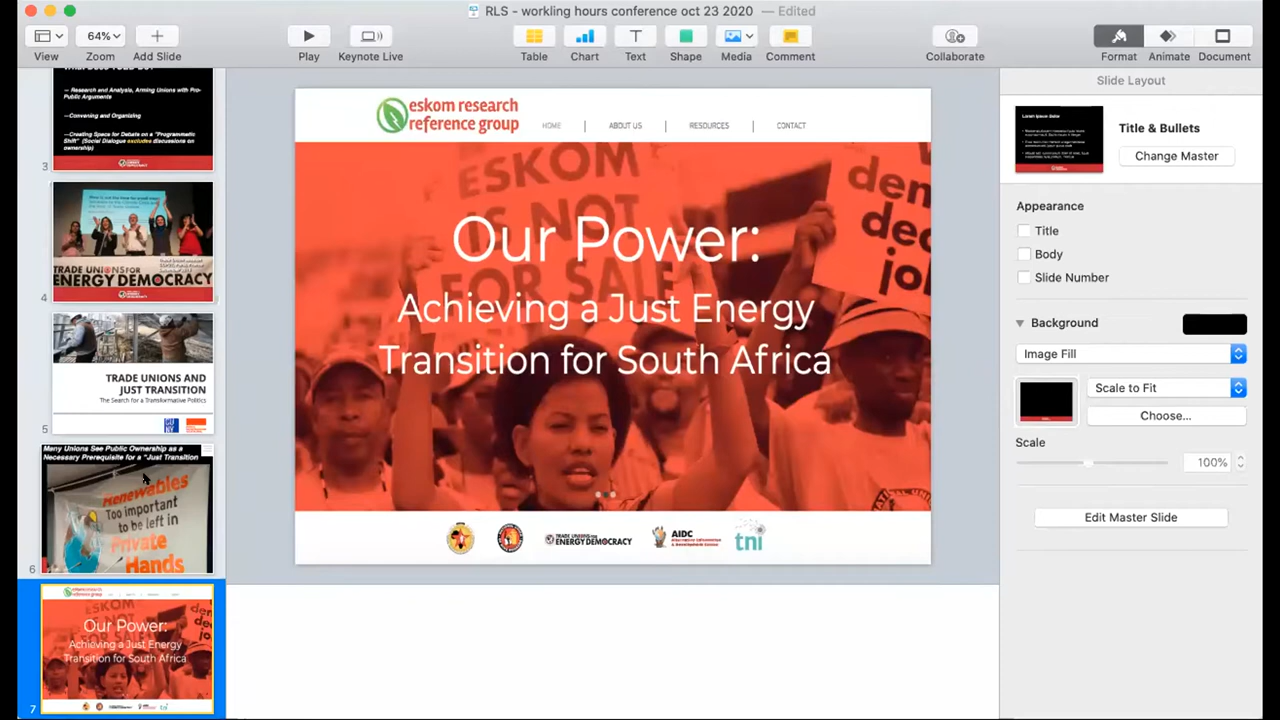 RLS - workling hours conference oct 23 2020 — Edited
64%
View
Zoom
Add Slide
Play
Keynote Live
Table
Chart
Text
Shape
Media
Comment
Collaborate
Format
Animate
Document
— Research and Analysis, Arming Unions with Pro-
Public Arguments
—Convening and Organizing
—Creating Space for Debate on a "Programmatic
Shift" (Social Dialogue excludes discussions on
ownership)
3
TRADE UNIONS FOR
ENERGY DEMOCRACY
4
TRADE UNIONS AND
JUST TRANSITION
The Search for a Transformative Politics
5
Many Unions See Public Ownership as a
Necessary Prerequisite for a "Just Transition
Renewables
Too important
to be left in
Private
Hands
6
eskom research
reference group
Our Power:
Achieving a Just Energy
Transition for South Africa
7
eskom research
reference group
HOME
ABOUT US
RESOURCES
CONTACT
ESKOM
IS NOT
FOR SALE
den
dec
jo
Our Power:
Achieving a Just Energy
Transition for South Africa
TRADE UNIONS FOR
ENERGY DEMOCRACY
AIDC
tni
Slide Layout
Title & Bullets
Change Master
Appearance
Title
Body
Slide Number
Background
Image Fill
Scale to Fit
Choose...
Scale
100%
Edit Master Slide